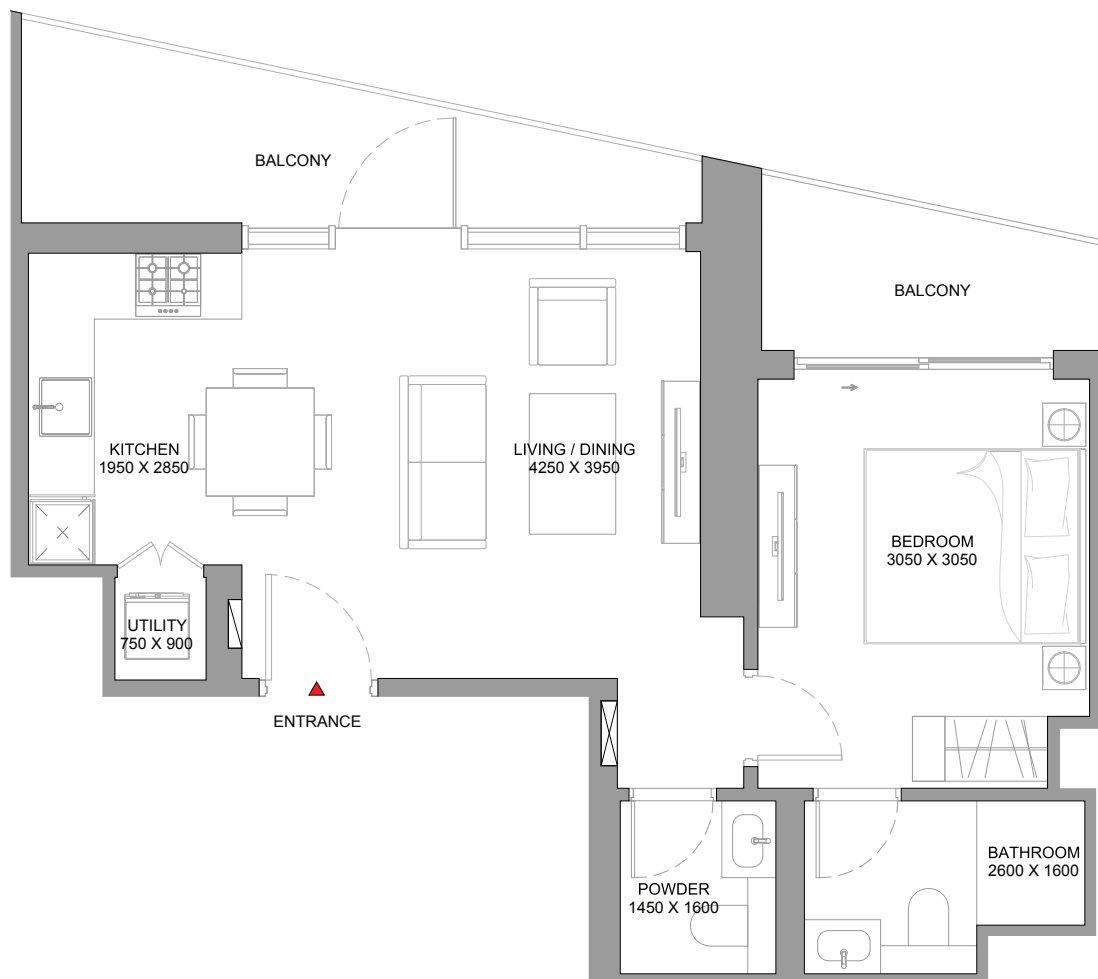 BALCONY
BALCONY
KITCHEN
1950 X 2850
LIVING / DINING
4250 X 3950
BEDROOM
3050 X 3050
UTILITY
750 X 900
ENTRANCE
BATHROOM
2600 X 1600
POWDER
1450 X 1600